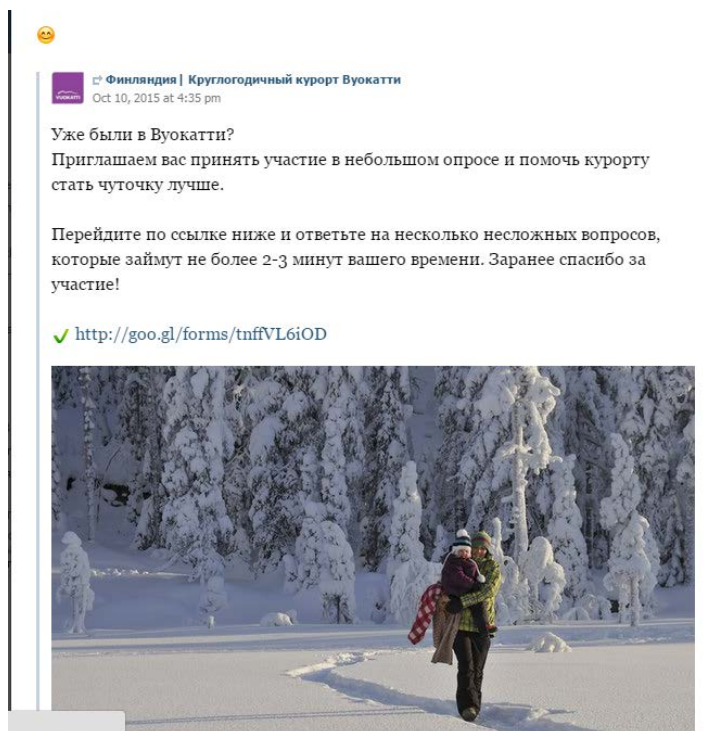 Финляндия| Круглогодичный курорт Вуокатти
VUOKATTI
Oct 10, 2015 at 4:35 pm
Уже были в Вуокатти?
Приглашаем вас принять участие в небольшом опросе и помочь курорту
стать чуточку лучше.
Перейдите по ссылке ниже и ответьте на несколько несложных вопросов,
которые займут не более 2-3 минут вашего времени. Заранее спасибо за
участие!
http://goo.gl/forms/tnffVL6iOD